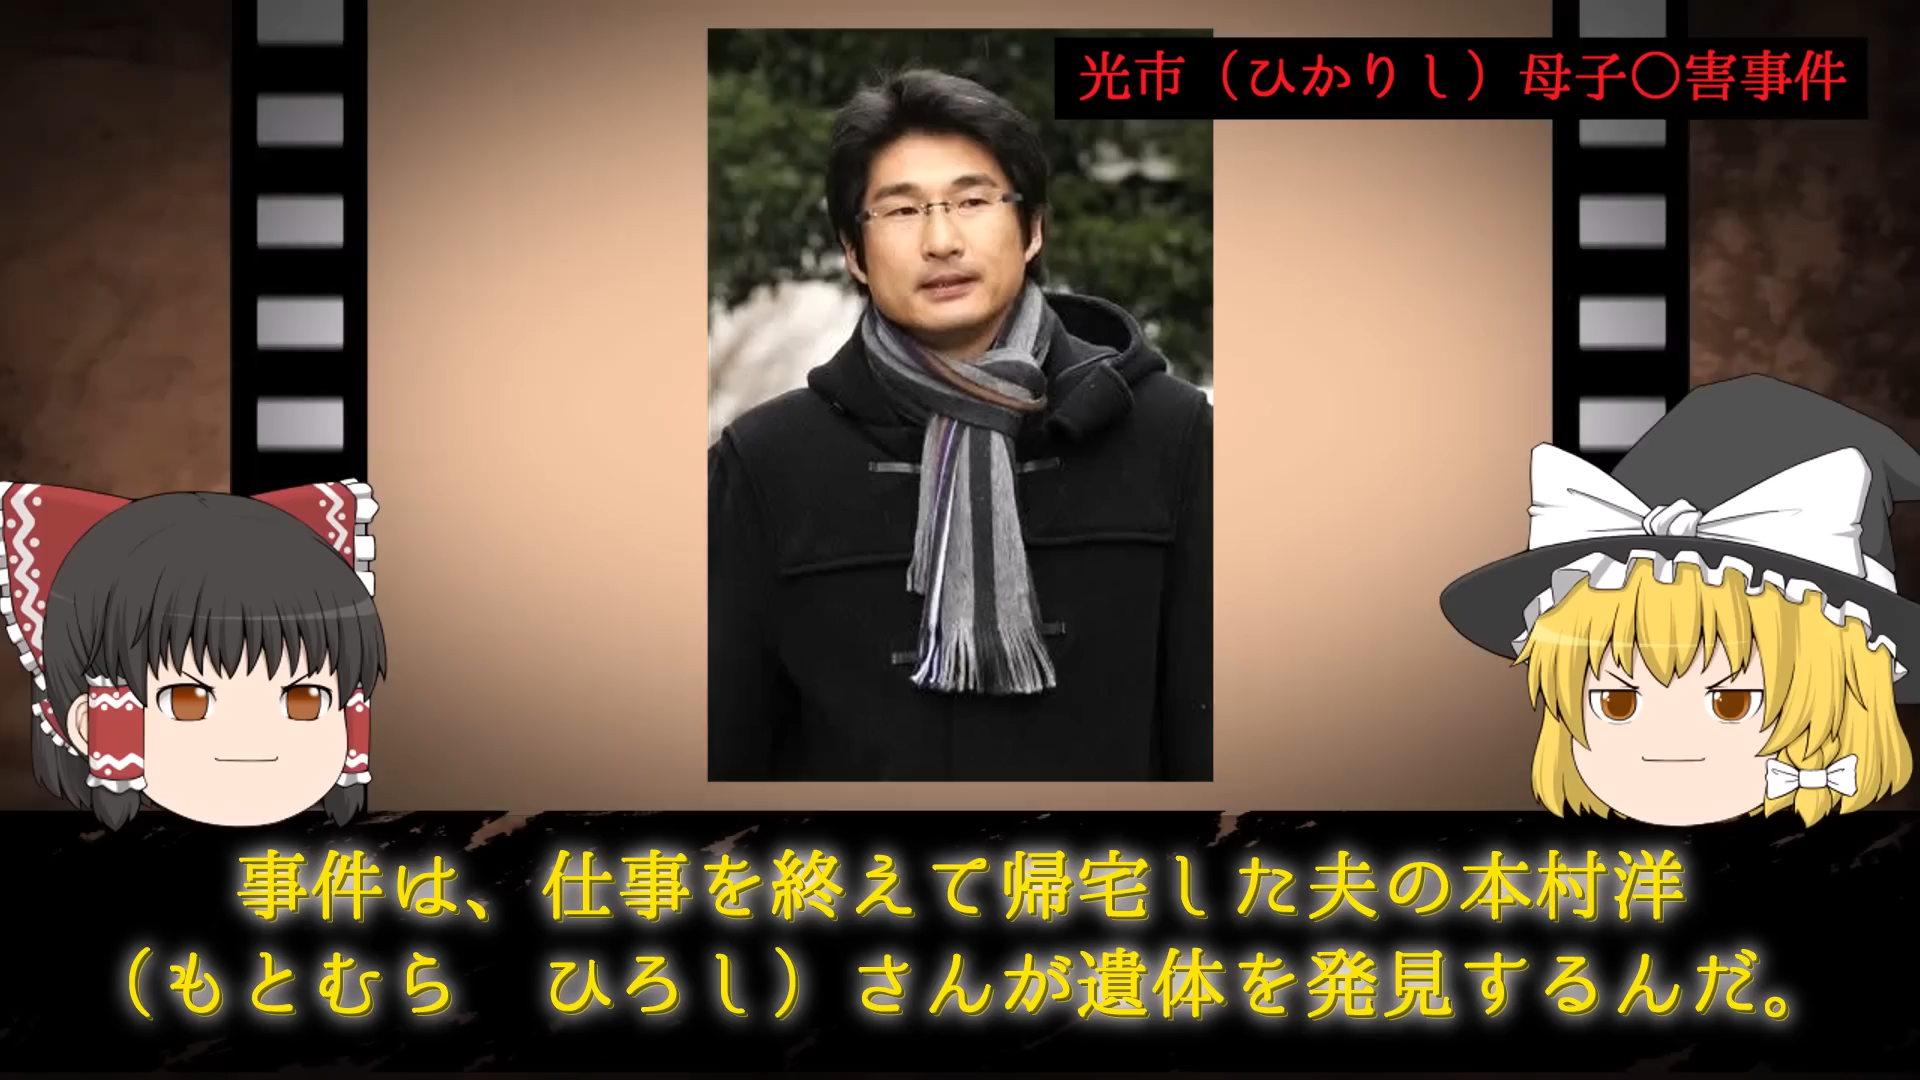 光市（ひかりし）母子〇害事件
事件は、仕事を終えて帰宅した夫の本村洋
（もとむら　ひろし）さんが遺体を発見するんだ。